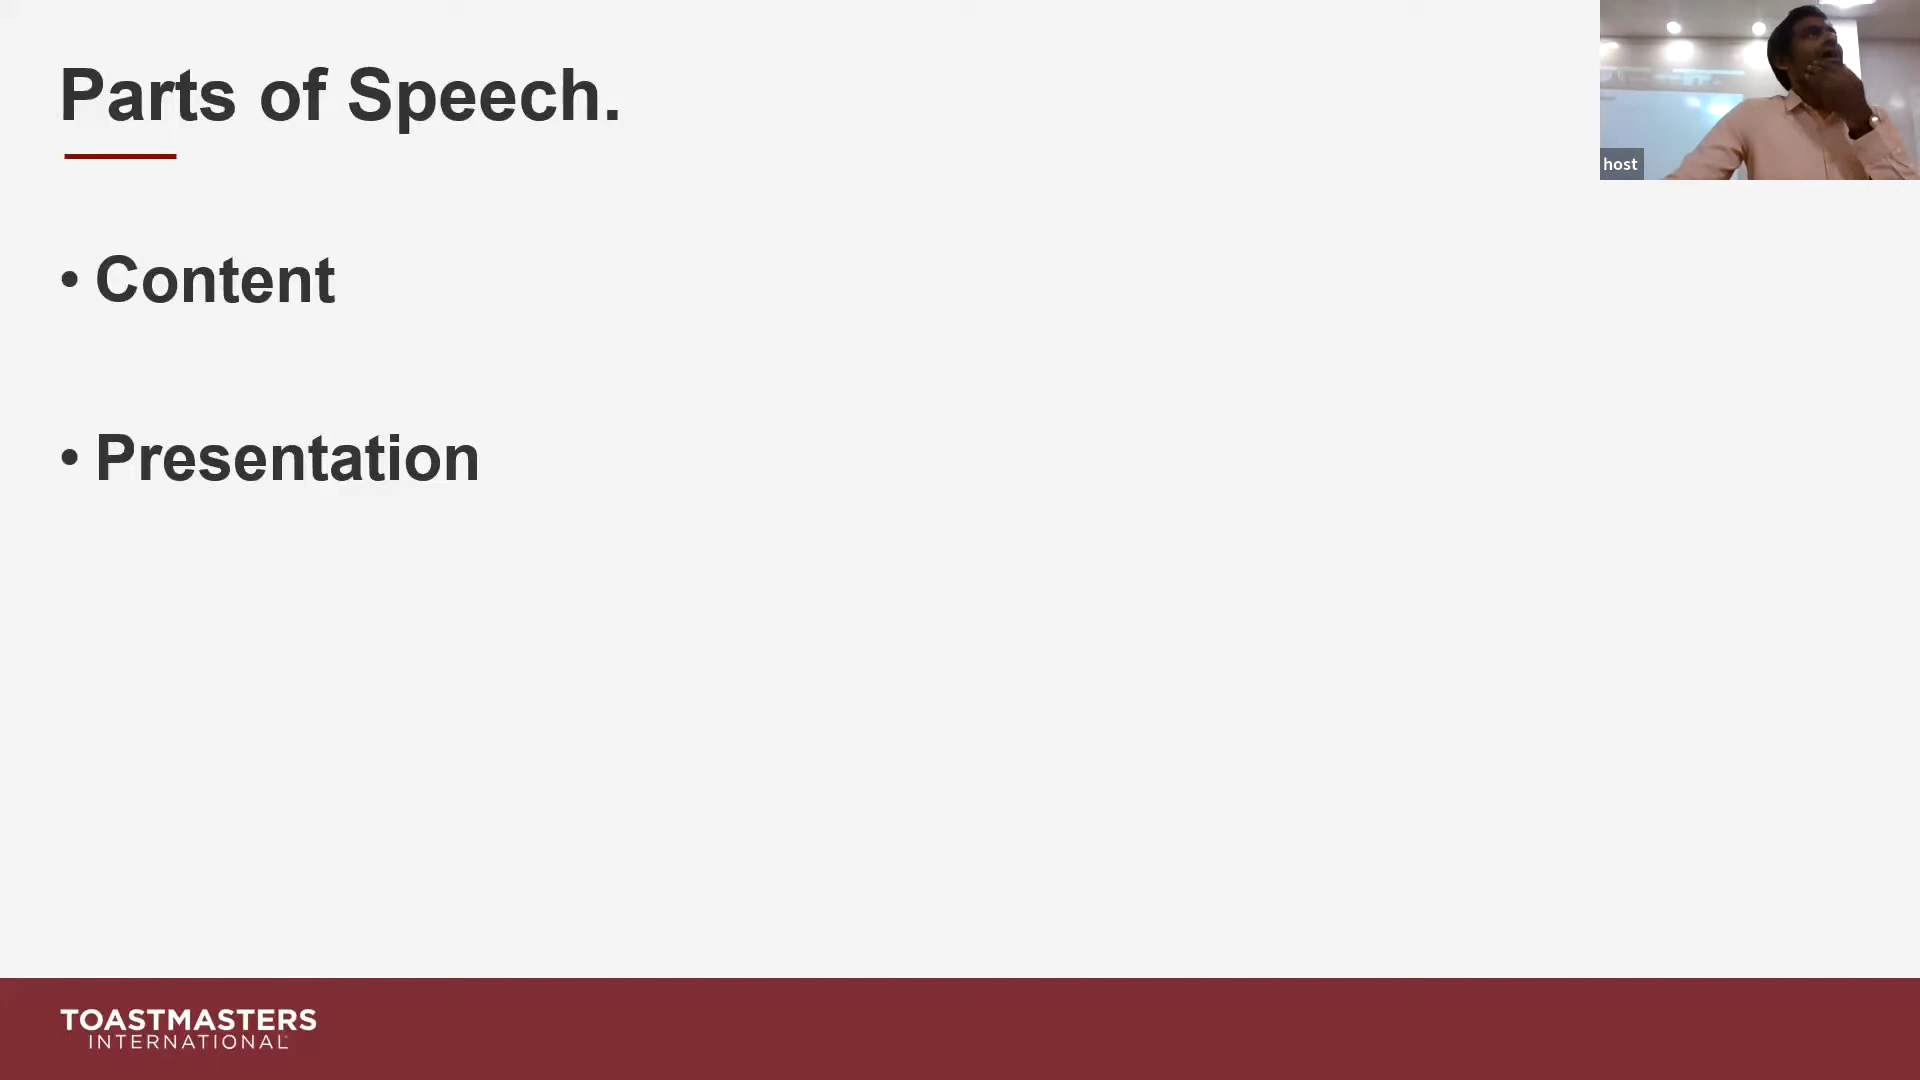 Parts of Speech.
host
• Content
• Presentation
TOASTMASTERS
INTERNATIONAL